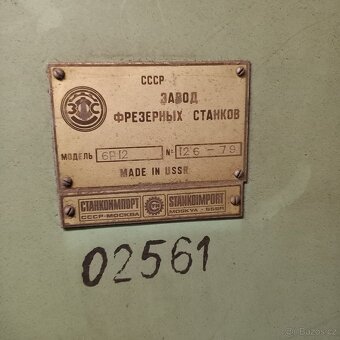 СССР
ЗАВОД
ФРЕЗЕРНЫХ СТАНКОВ
МОДЕЛЬ 6Р12 № 126-79
MADE IN USSR
СТАНКОИМПОРТ STANKOIMPORT
СССР-МОСКВА MOSKVA-USSR
02561